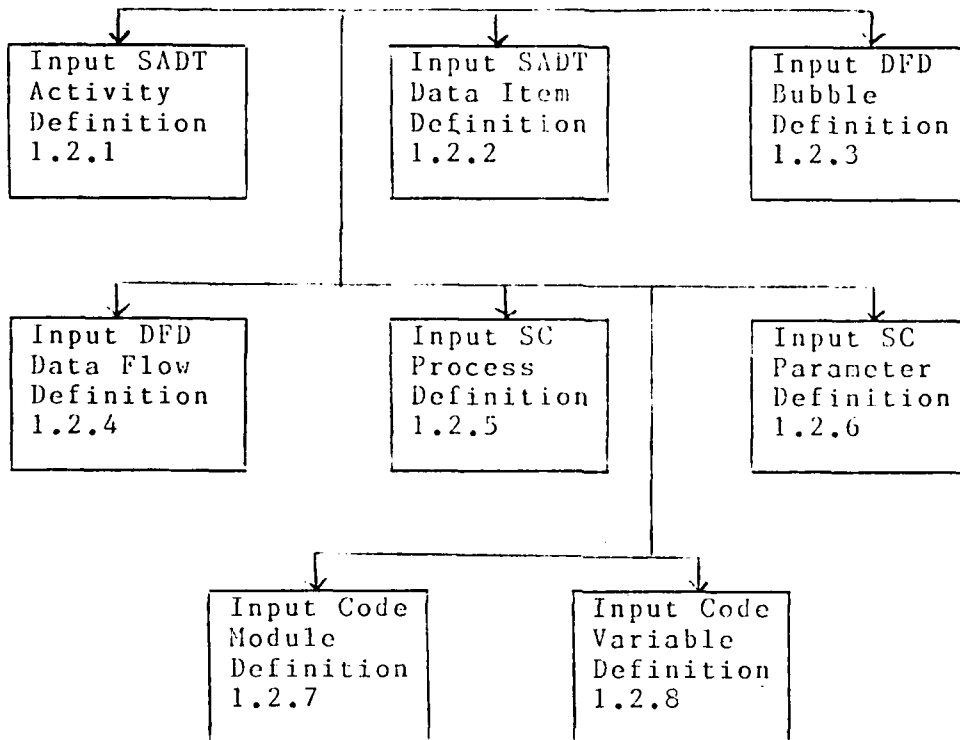 Input SADT
Activity
Definition
1.2.1
Input SADT
Data Item
Definition
1.2.2
Input DFD
Bubble
Definition
1.2.3
Input DFD
Data Flow
Definition
1.2.4
Input SC
Process
Definition
1.2.5
Input SC
Parameter
Definition
1.2.6
Input Code
Module
Definition
1.2.7
Input Code
Variable
Definition
1.2.8